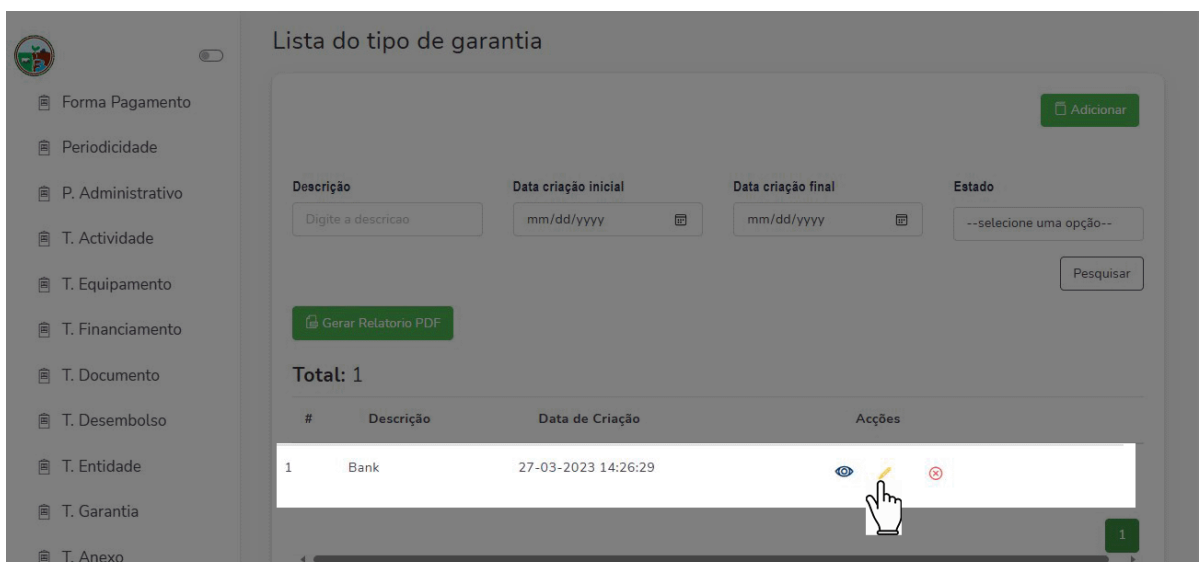 Lista do tipo de garantia
Forma Pagamento
Periodicidade
P. Administrativo
T. Actividade
T. Equipamento
T. Financiamento
T. Documento
T. Desembolso
T. Entidade
T. Garantia
T. Anexo
Adicionar
Descrição
Data criação inicial
Data criação final
Estado
Digite a descricao
mm/dd/yyyy
mm/dd/yyyy
--selecione uma opção--
Pesquisar
Gerar Relatorio PDF
Total: 1
# Descrição Data de Criação Acções
1 Bank 27-03-2023 14:26:29
1